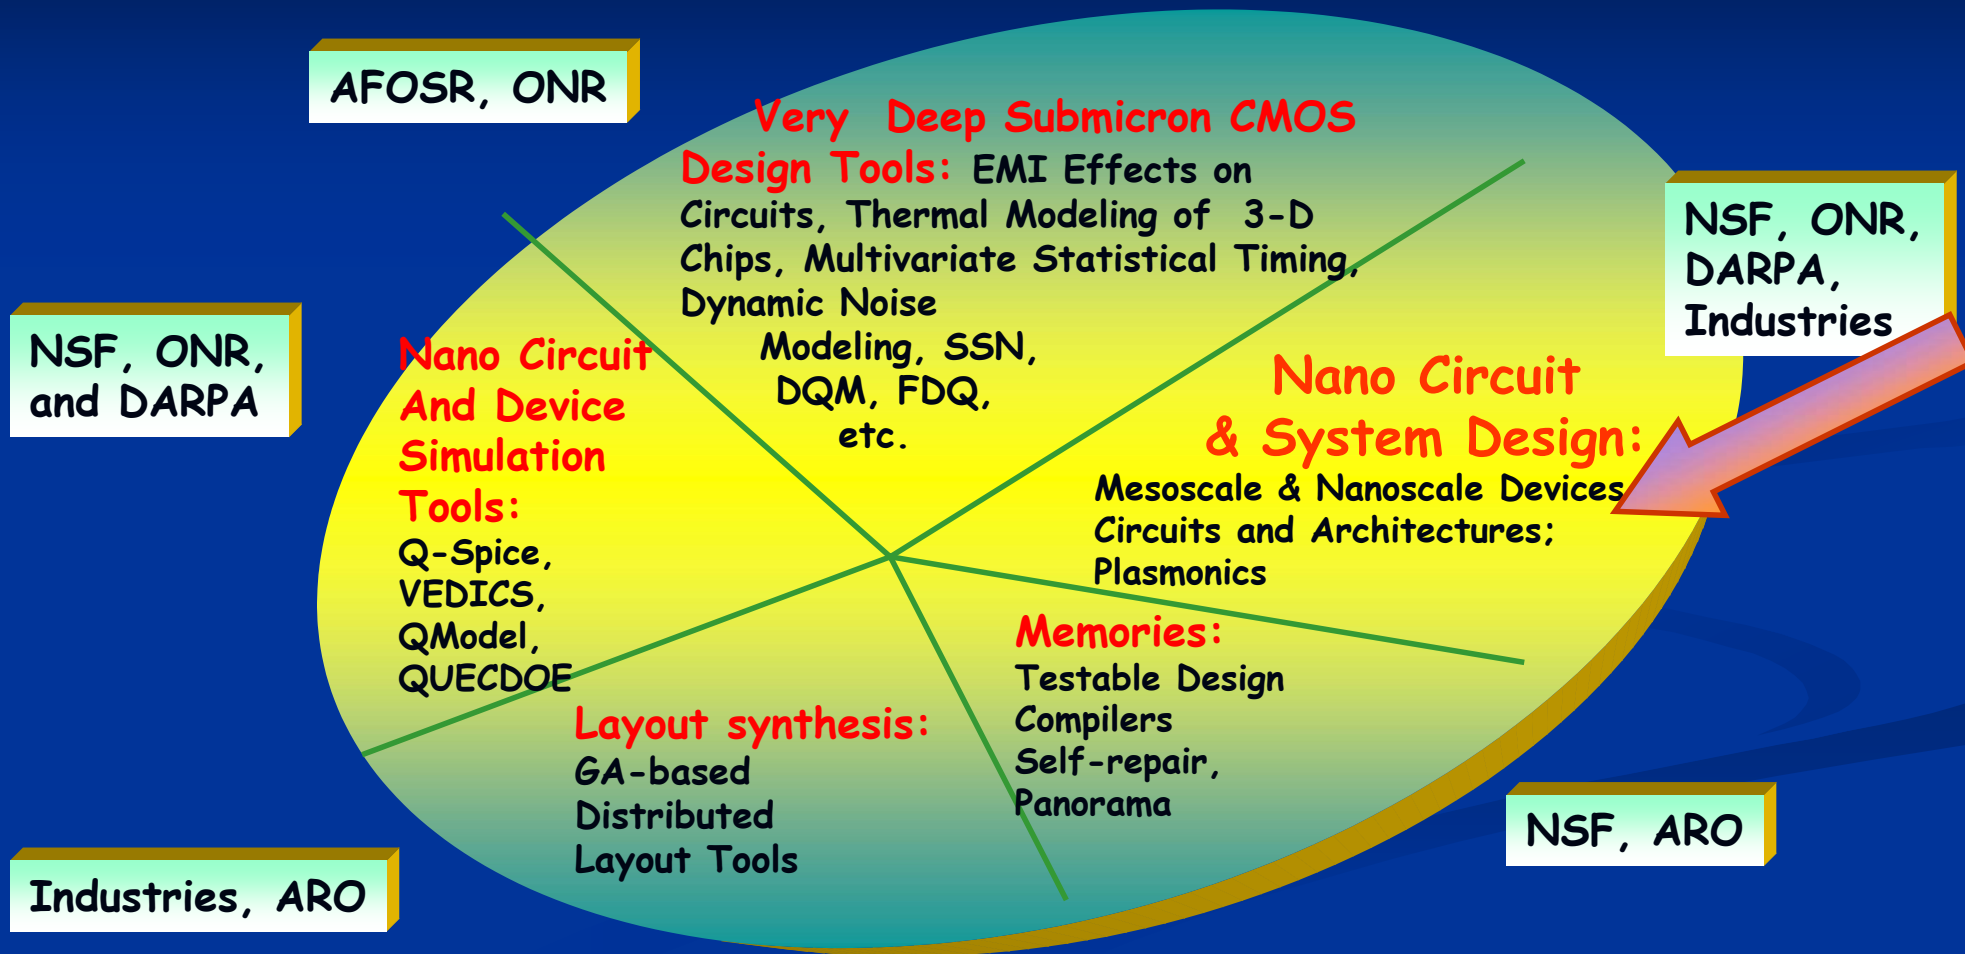 AFOSR, ONR
Very Deep Submicron CMOS
Design Tools: EMI Effects on
Circuits, Thermal Modeling of 3-D
Chips, Multivariate Statistical Timing,
Dynamic Noise
Modeling, SSN,
DQM, FDQ,
etc.
NSF, ONR,
DARPA,
Industries
NSF, ONR,
and DARPA
Nano Circuit
And Device
Simulation
Tools:
Q-Spice,
VEDICS,
QModel,
QUECDOE
Nano Circuit
& System Design:
Mesoscale & Nanoscale Devices
Circuits and Architectures;
Plasmonics
Memories:
Testable Design
Compilers
Self-repair,
Panorama
Layout synthesis:
GA-based
Distributed
Layout Tools
NSF, ARO
Industries, ARO